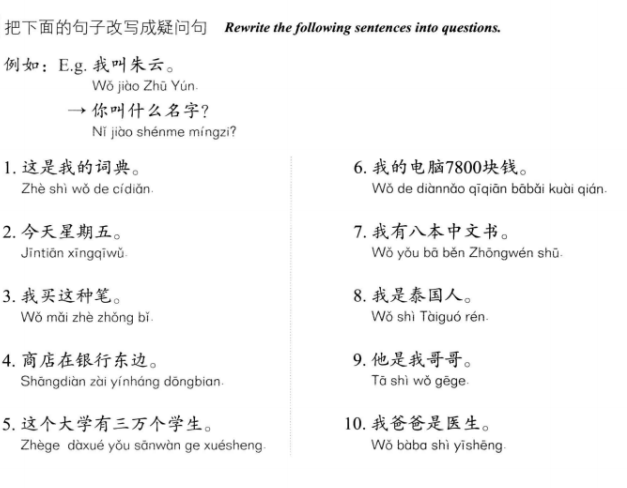 把下面的句子改写成疑问句 Rewrite the following sentences into questions.
例如：E.g. 我叫朱云。
Wǒ jiào Zhū Yún.
→ 你叫什么名字？
Nǐ jiào shénme míngzi?
1. 这是我的词典。
Zhè shì wǒ de cídiǎn.
2. 今天星期五。
Jīntiān xīngqīwǔ.
3. 我买这种笔。
Wǒ mǎi zhè zhǒng bǐ.
4. 商店在银行东边。
Shāngdiàn zài yínháng dōngbian.
5. 这个大学有三万个学生。
Zhège dàxué yǒu sānwàn ge xuésheng.
6. 我的电脑7800块钱。
Wǒ de diànnǎo qīqiān bābǎi kuài qián.
7. 我有八本中文书。
Wǒ yǒu bā běn Zhōngwén shū.
8. 我是泰国人。
Wǒ shì Tàiguó rén.
9. 他是我哥哥。
Tā shì wǒ gēge.
10. 我爸爸是医生。
Wǒ bàba shì yīshēng.